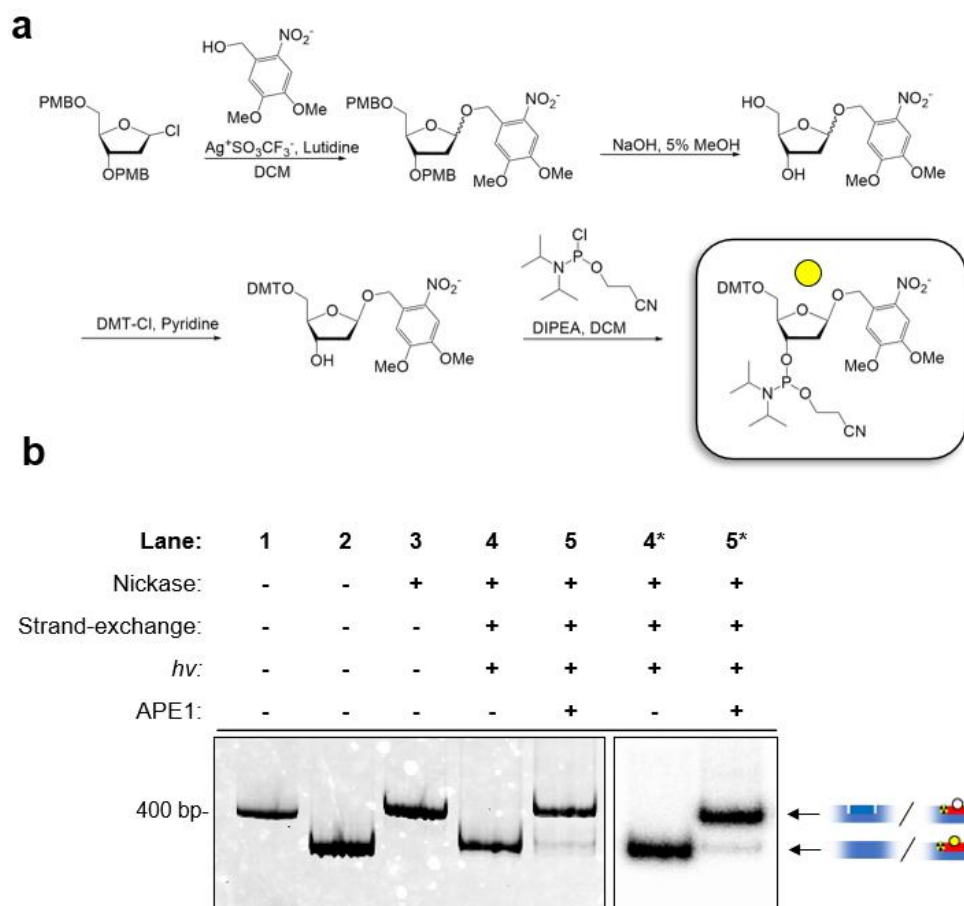 a
HO
NO₂⁻
MeO
OMe
PMBO
O
Cl
OPMB
Ag⁺SO₃CF₃⁻, Lutidine
DCM
PMBO
O
O
NO₂⁻
OPMB
MeO
OMe
NaOH, 5% MeOH
HO
O
O
NO₂⁻
OH
MeO
OMe
DMT-Cl, Pyridine
DMTO
O
O
NO₂⁻
OH
MeO
OMe
Cl
N
P
O
CN
DIPEA, DCM
DMTO
O
O
NO₂⁻
O
MeO
OMe
N
P
O
CN
b
Lane: 1 2 3 4 5 4* 5*
Nickase: - - + + + + +
Strand-exchange: - - - + + + +
hv: - - - + + + +
APE1: - - - - + - +
400 bp-
/
/